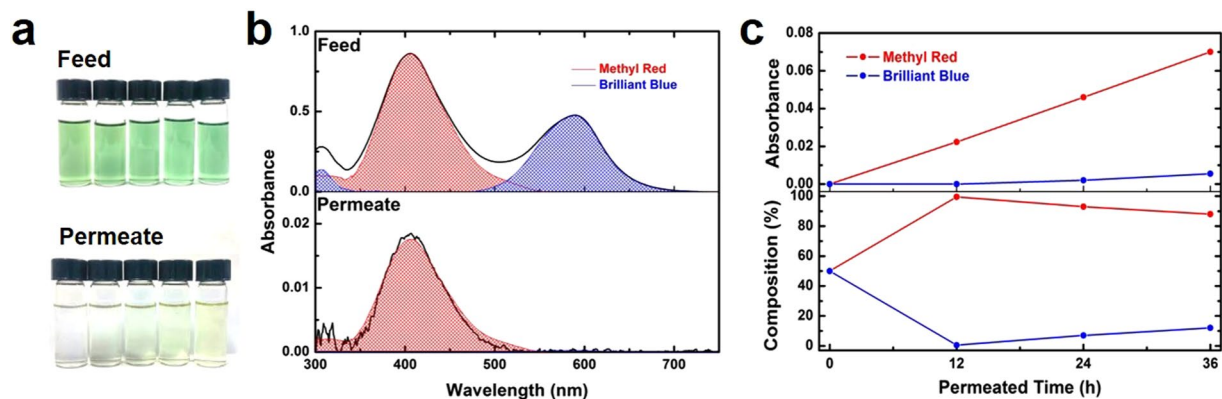 a
Feed
Permeate
b
1.0
0.5
0.0
Feed
Methyl Red
Brilliant Blue
Absorbance
0.02
0.01
0.00
Permeate
300 400 500 600 700
Wavelength (nm)
c
0.08
0.06
0.04
0.02
0.00
Absorbance
Methyl Red
Brilliant Blue
100
80
60
40
20
0
Composition (%)
0 12 24 36
Permeated Time (h)